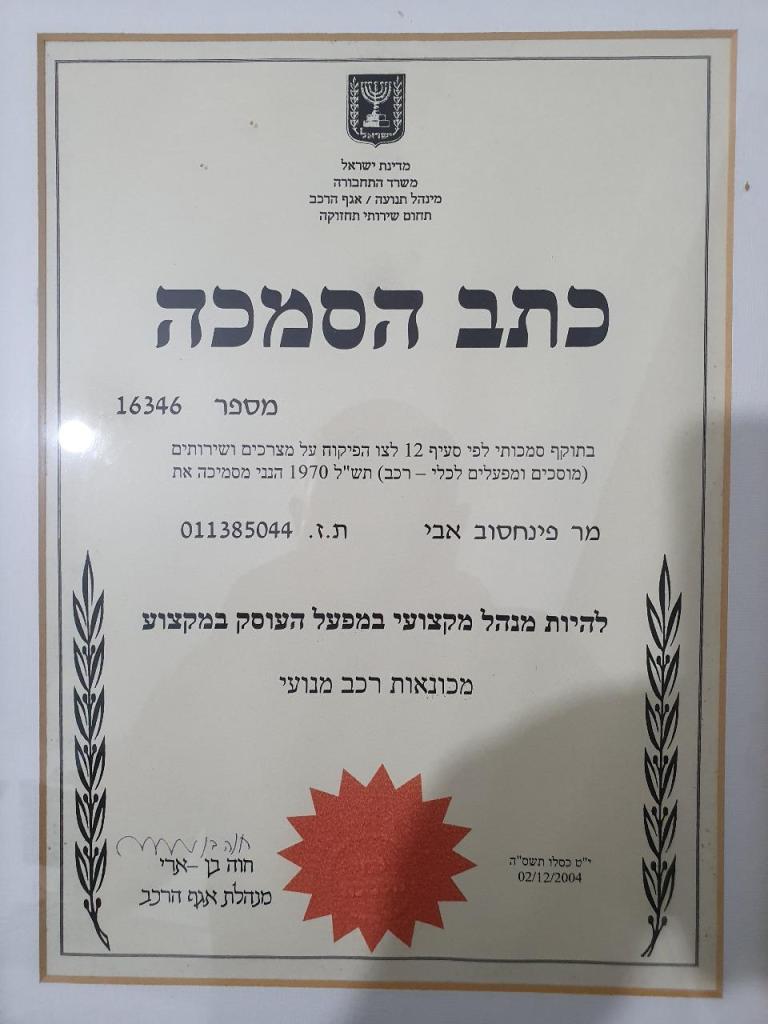 ישראל
מדינת ישראל
משרד התחבורה
מינהל תנועה / אגף הרכב
תחום שירותי תחזוקה
כתב הסמכה
מספר 16346
בתוקף סמכותי לפי סעיף 12 לצו הפיקוח על מצרכים ושירותים
(מוסכים ומפעלים לכלי – רכב) תש"ל 1970 הנני מסמיכה את
מר פינחסוב אבי ת.ז. 011385044
להיות מנהל מקצועי במפעל העוסק במקצוע
מכונאות רכב מנועי
חוה בן –ארי
מנהלת אגף הרכב
י"ט כסלו תשס"ה
02/12/2004